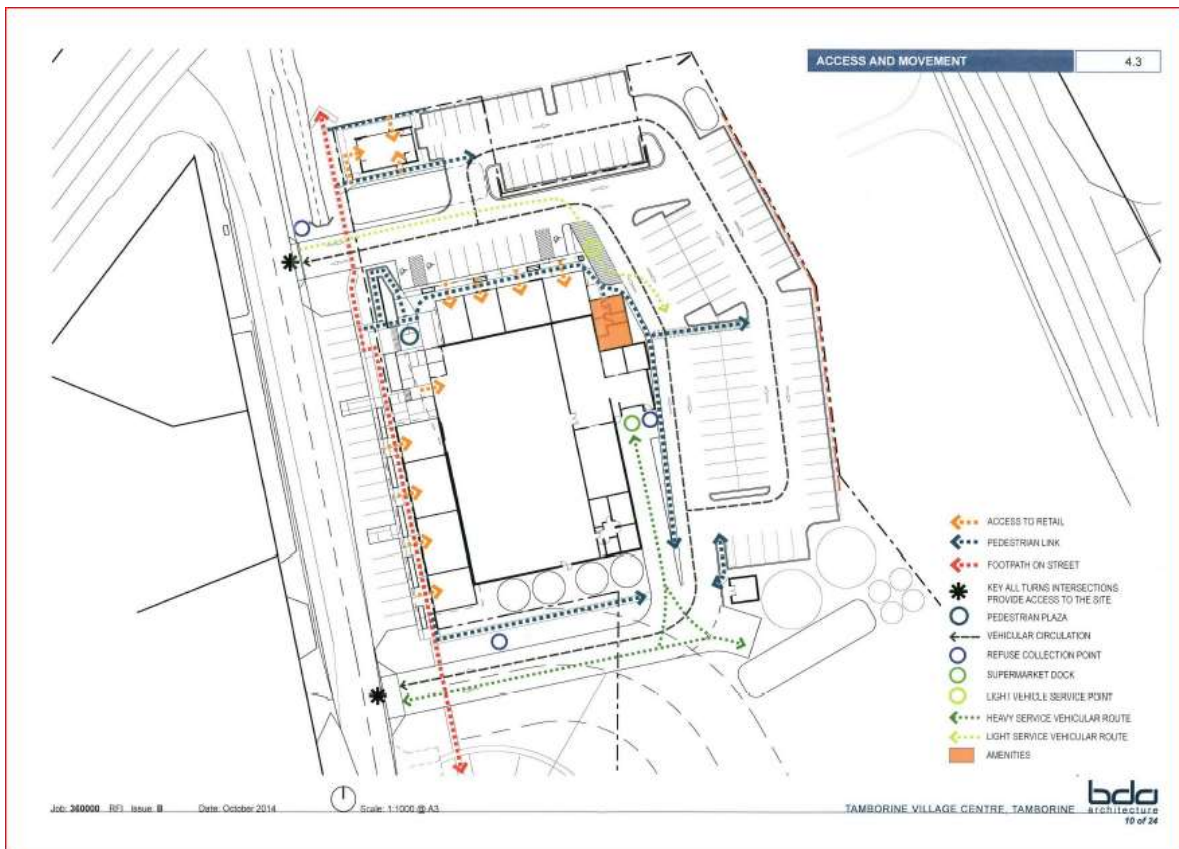 ACCESS AND MOVEMENT 4.3
ACCESS TO RETAIL
PEDESTRIAN LINK
FOOTPATH ON STREET
KEY ALL TURNS INTERSECTIONS
PROVIDE ACCESS TO THE SITE
PEDESTRIAN PLAZA
VEHICULAR CIRCULATION
REFUSE COLLECTION POINT
SUPERMARKET DOCK
LIGHT VEHICLE SERVICE POINT
HEAVY SERVICE VEHICULAR ROUTE
LIGHT SERVICE VEHICULAR ROUTE
AMENITIES
Job: 360000 RFI Issue: B Date: October 2014 Scale: 1:1000 @ A3
TAMBORINE VILLAGE CENTRE, TAMBORINE
bda
architecture
10 of 24